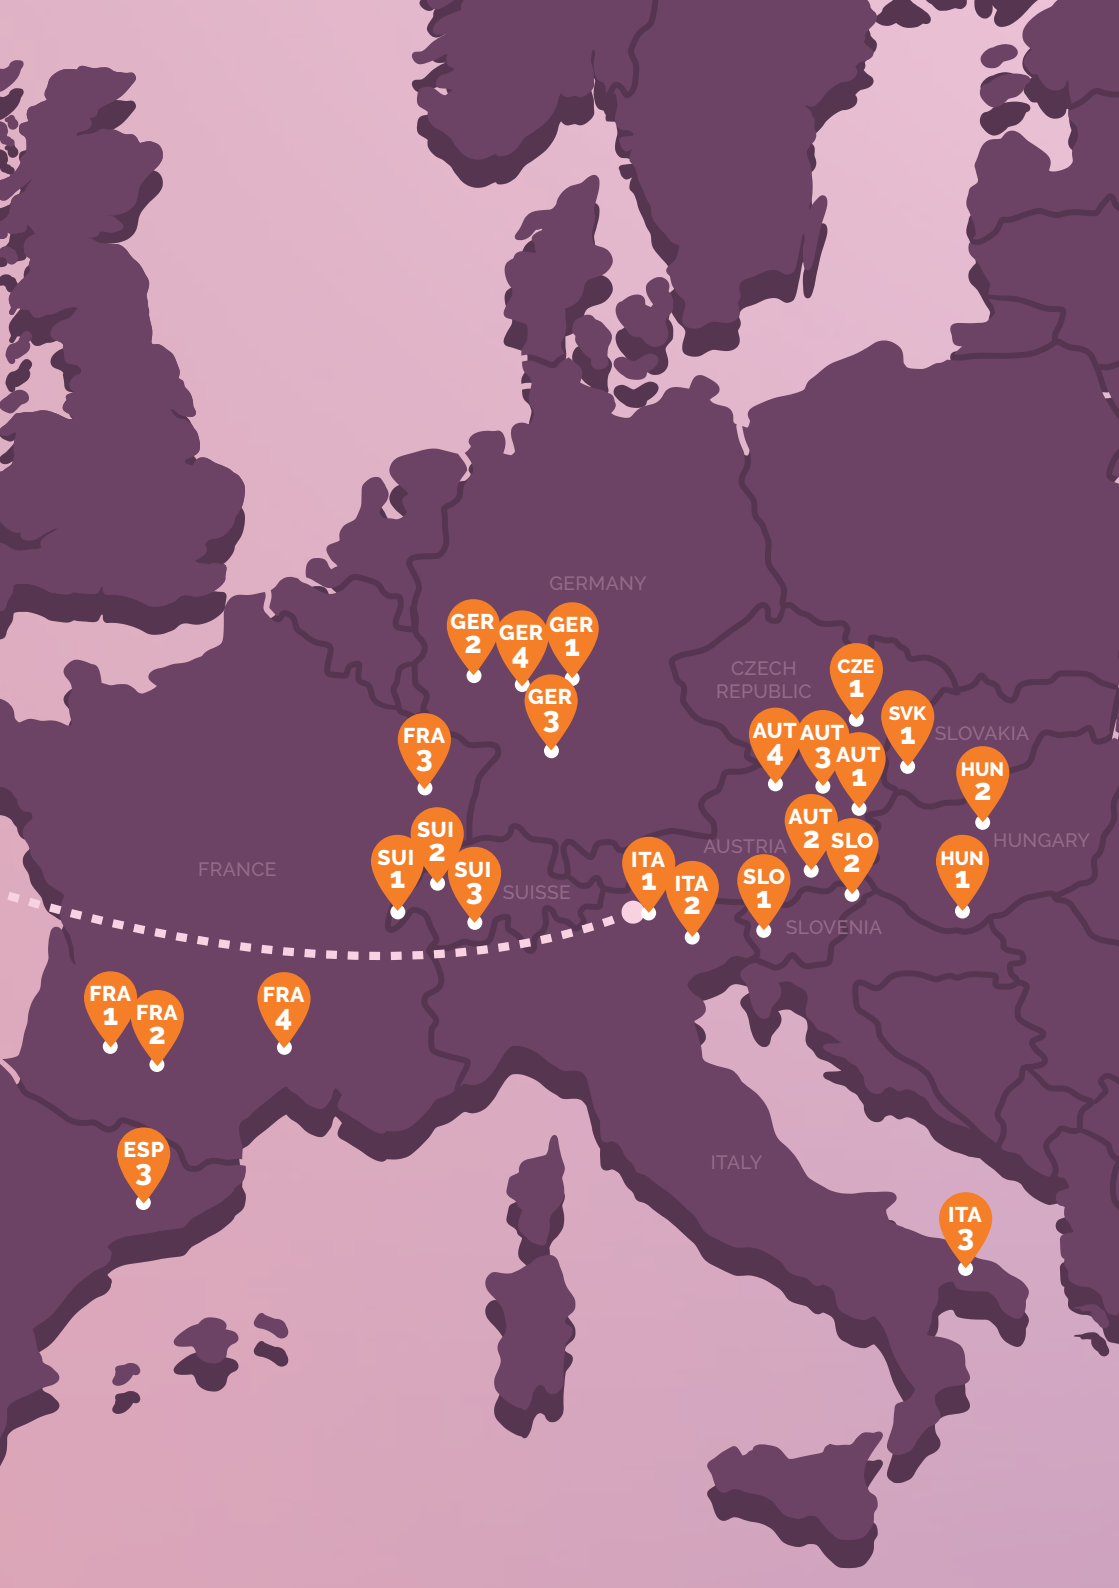 GERMANY
GER
2
GER
4
GER
1
GER
3
CZECH
REPUBLIC
CZE
1
SVK
1
SLOVAKIA
FRA
3
AUT
4
AUT
3
AUT
1
HUN
2
HUNGARY
SUI
2
SUI
1
SUI
3
SUISSE
FRANCE
AUT
2
AUSTRIA
SLO
2
HUN
1
ITA
1
ITA
2
SLO
1
SLOVENIA
FRA
1
FRA
2
FRA
4
ESP
3
ITALY
ITA
3